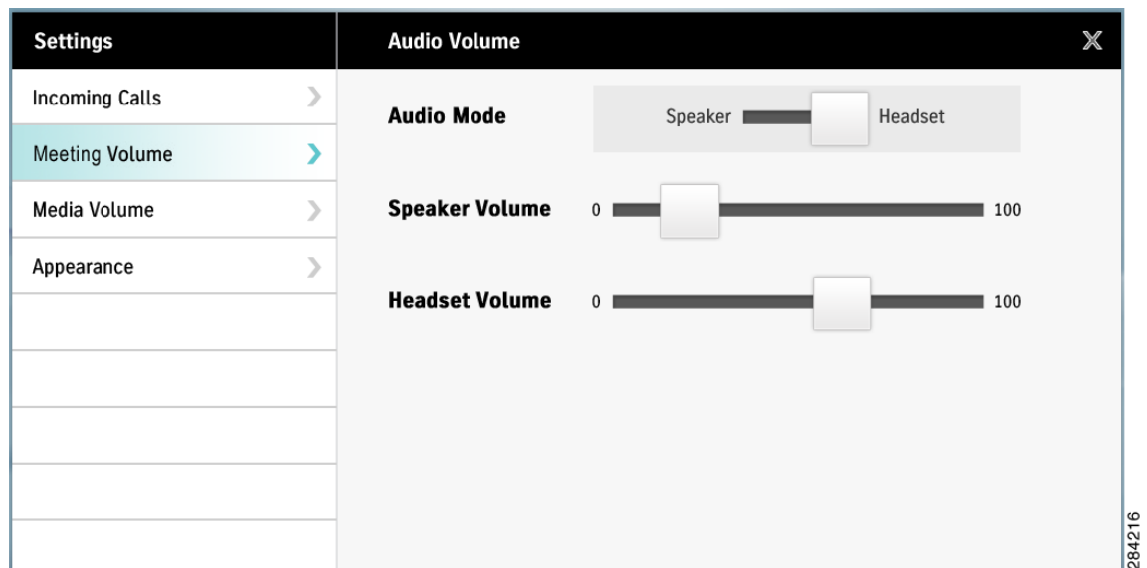 Settings
Audio Volume
X
Incoming Calls
Meeting Volume
Media Volume
Appearance
Audio Mode
Speaker
Headset
Speaker Volume
0
100
Headset Volume
0
100
284216